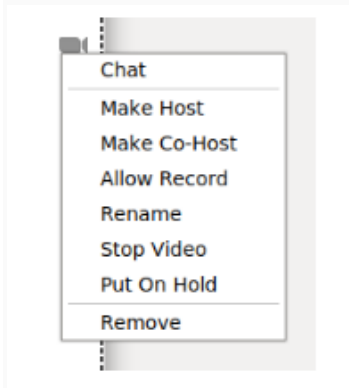 Chat
Make Host
Make Co-Host
Allow Record
Rename
Stop Video
Put On Hold
Remove